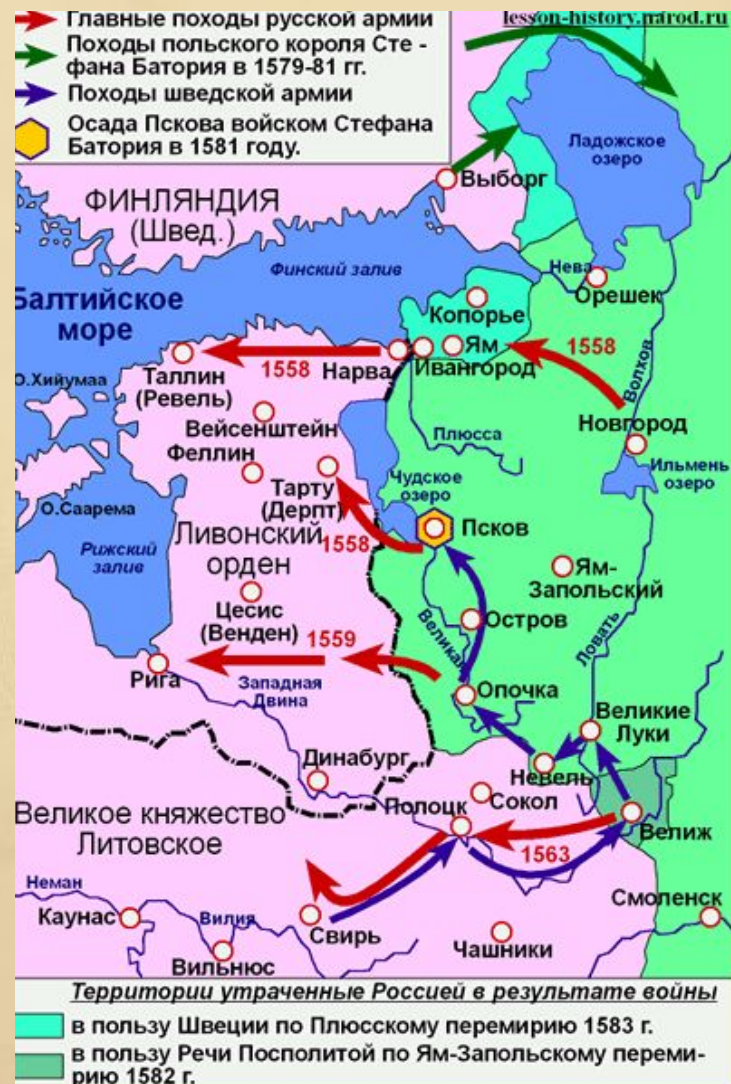 Главные походы русской армии
lesson-history.narod.ru
Походы польского короля Сте -
фана Батория в 1579-81 гг.
Походы шведской армии
Осада Пскова войском Стефана
Батория в 1581 году.
Ладожское
озеро
Выборг
ФИНЛЯНДИЯ
(Швед.)
Финский залив
Нева
Орешек
Балтийское
море
Копорье
Ям
1558
Таллин
(Ревель)
1558
Нарва
Ивангород
Волхов
О.Хийумаа
Вейсенштейн
Новгород
Феллин
Плюсса
Ильмень
озеро
Тарту
(Дерпт)
Чудское
озеро
О.Саарема
Псков
Рижский
залив
Ливонский
орден
1558
Ям-
Запольский
Цесис
(Венден)
Остров
Великая
Ловать
1559
Рига
Западная
Двина
Опочка
Великие
Луки
Динабург
Невель
Сокол
Полоцк
Велиж
Великое княжество
Литовское
1563
Неман
Смоленск
Каунас
Вилия
Свирь
Чашники
Вильнюс
Территории утраченные Россией в результате войны
в пользу Швеции по Плюсскому перемирию 1583 г.
в пользу Речи Посполитой по Ям-Запольскому переми-
рию 1582 г.